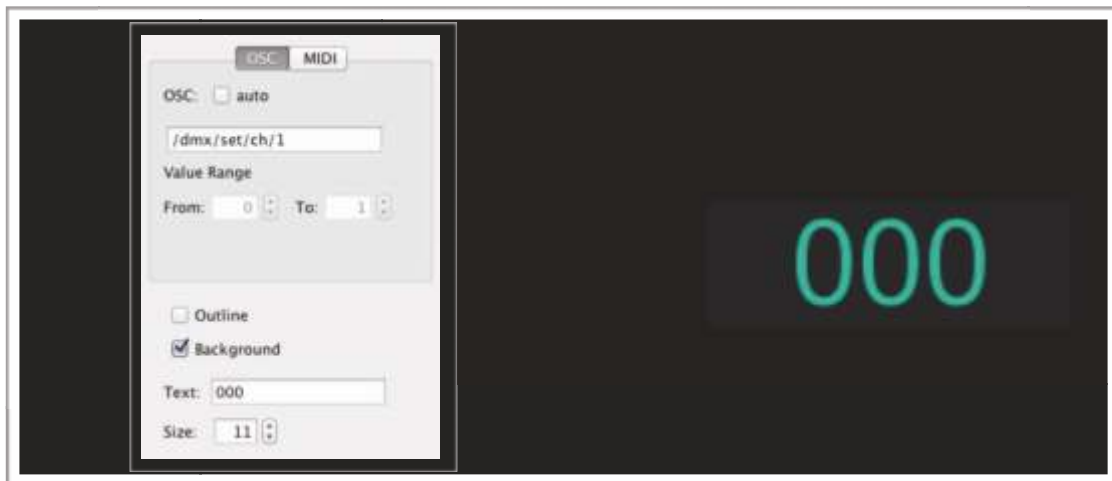 OSC MIDI
OSC: auto
/dmx/set/ch/1
Value Range
From: 0 To: 1
Outline
Background
Text: 000
Size: 11
000